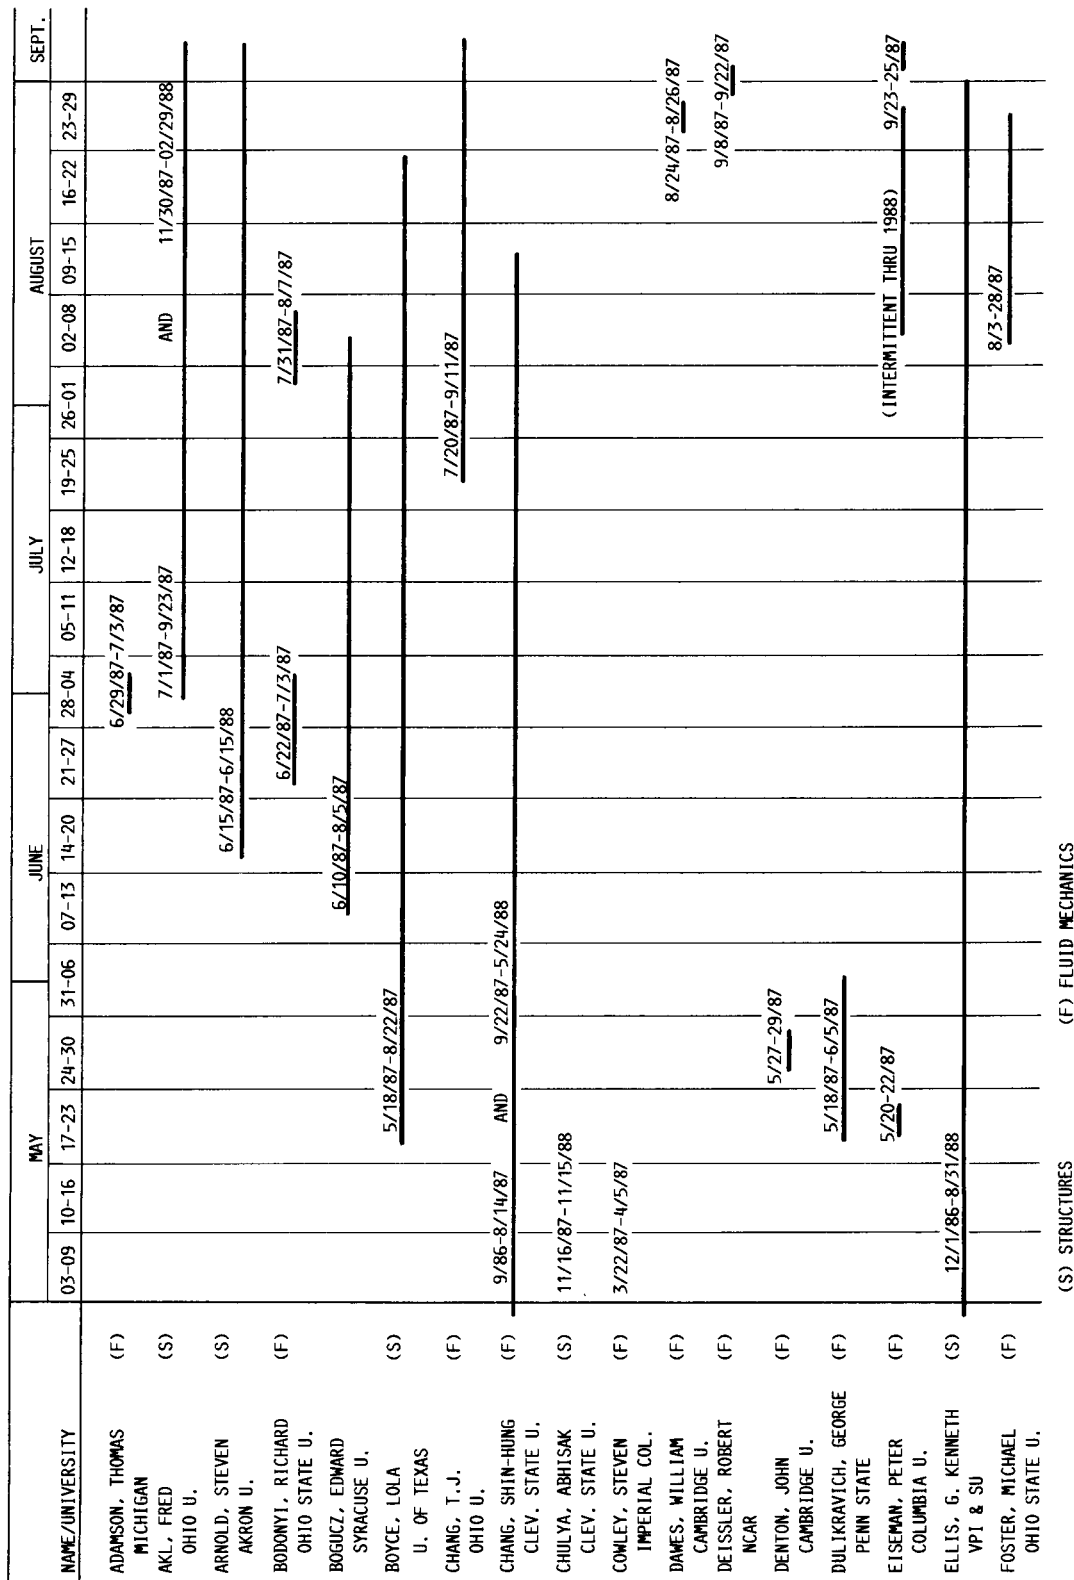 MAY JUNE JULY AUGUST SEPT.
NAME/UNIVERSITY 03-09 10-16 17-23 24-30 31-06 07-13 14-20 21-27 28-04 05-11 12-18 19-25 26-01 02-08 09-15 16-22 23-29
ADAMSON, THOMAS (F) 6/29/87-7/3/87
MICHIGAN
AKL, FRED (S) 7/1/87-9/23/87 AND 11/30/87-02/29/88
OHIO U.
ARNOLD, STEVEN (S) 6/15/87-6/15/88
AKRON U.
BODONYI, RICHARD (F) 6/22/87-7/3/87 7/31/87-8/7/87
OHIO STATE U.
BOGUCZ, EDWARD 6/10/87-8/5/87
SYRACUSE U.
BOYCE, LOLA (S) 5/18/87-8/22/87
U. OF TEXAS
CHANG, T.J. (F) 7/20/87-9/11/87
OHIO U.
CHANG, SHIN-HUNG (F) 9/86-8/14/87 AND 9/22/87-5/24/88
CLEV. STATE U.
CHULYA, ABHISAK (S) 11/16/87-11/15/88
CLEV. STATE U.
COWLEY, STEVEN (F) 3/22/87-4/5/87
IMPERIAL COL.
DAWES, WILLIAM (F) 8/24/87-8/26/87
CAMBRIDGE U.
DEISSLER, ROBERT (F) 9/8/87-9/22/87
NCAR
DENTON, JOHN (F) 5/27-29/87
CAMBRIDGE U.
DULIKRAVICH, GEORGE (F) 5/18/87-6/5/87
PENN STATE
EISEMAN, PETER (F) 5/20-22/87 (INTERMITTENT THRU 1988) 9/23-25/87
COLUMBIA U.
ELLIS, G. KENNETH (S) 12/1/86-8/31/88
VPI & SU
FOSTER, MICHAEL (F) 8/3-28/87
OHIO STATE U.
(S) STRUCTURES (F) FLUID MECHANICS